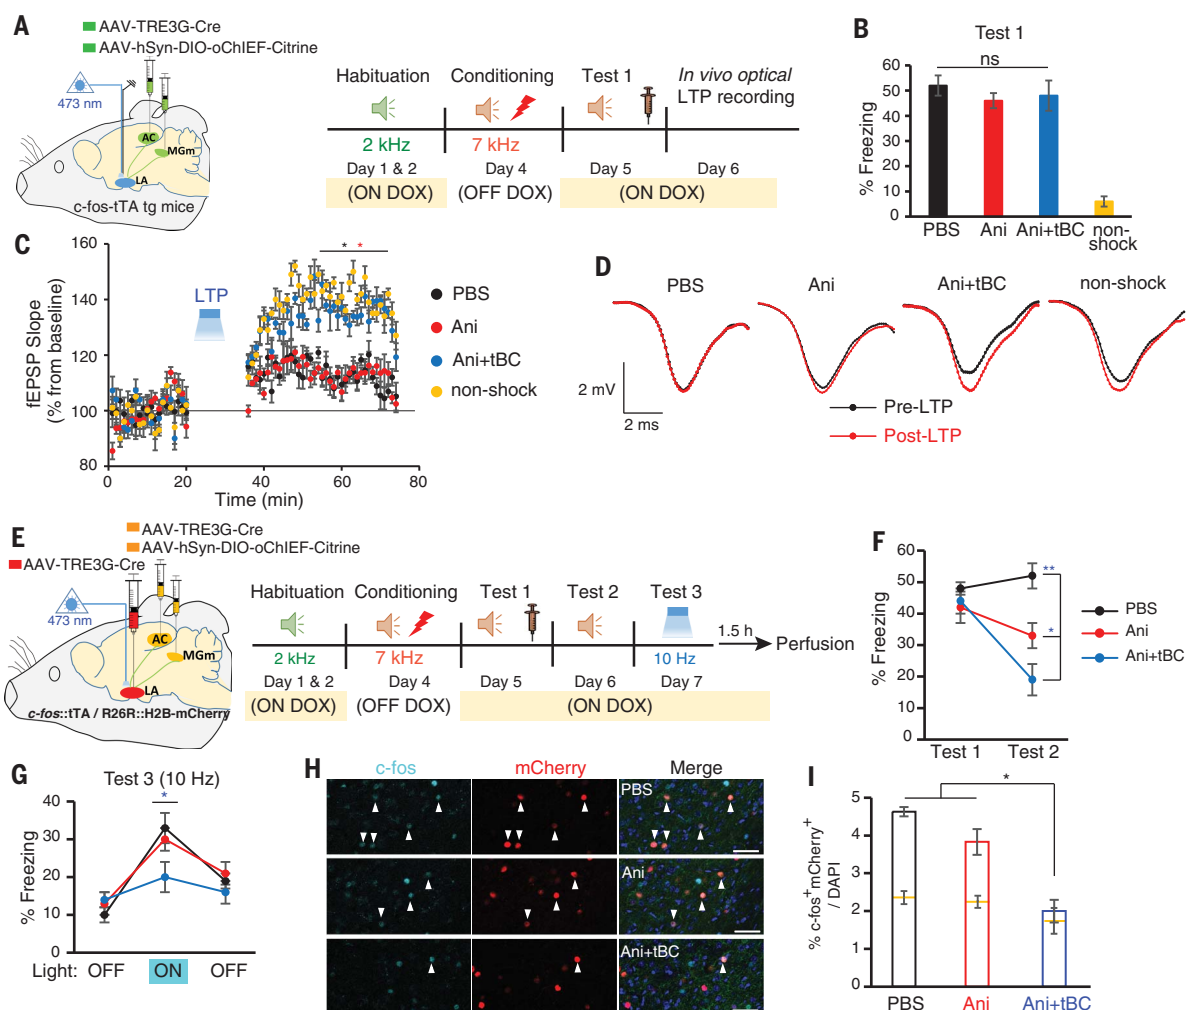 A
AAV-TRE3G-Cre
AAV-hSyn-DIO-oChIEF-Citrine
473 nm
AC
MGm
LA
c-fos-tTA tg mice
Habituation
Conditioning
Test 1
In vivo optical
LTP recording
2 kHz
7 kHz
Day 1 & 2
Day 4
Day 5
Day 6
(ON DOX)
(OFF DOX)
(ON DOX)
B
Test 1
ns
% Freezing
60
50
40
30
20
10
0
PBS
Ani
Ani+tBC
non-
shock
C
fEPSP Slope
(% from baseline)
160
140
120
100
80
LTP
* *
0
20
40
60
80
Time (min)
PBS
Ani
Ani+tBC
non-shock
D
PBS
Ani
Ani+tBC
non-shock
2 mV
2 ms
Pre-LTP
Post-LTP
E
AAV-TRE3G-Cre
AAV-hSyn-DIO-oChIEF-Citrine
AAV-TRE3G-Cre
473 nm
AC
MGm
LA
c-fos::tTA / R26R::H2B-mCherry
Habituation
Conditioning
Test 1
Test 2
Test 3
2 kHz
7 kHz
10 Hz
1.5 h
Perfusion
Day 1 & 2
Day 4
Day 5
Day 6
Day 7
(ON DOX)
(OFF DOX)
(ON DOX)
F
% Freezing
60
50
40
30
20
10
0
**
*
Test 1
Test 2
PBS
Ani
Ani+tBC
G
Test 3 (10 Hz)
*
% Freezing
40
30
20
10
0
Light:
OFF
ON
OFF
H
c-fos
mCherry
Merge
PBS
Ani
Ani+tBC
I
*
% c-fos+mCherry+
/ DAPI
5
4
3
2
1
0
PBS
Ani
Ani+tBC